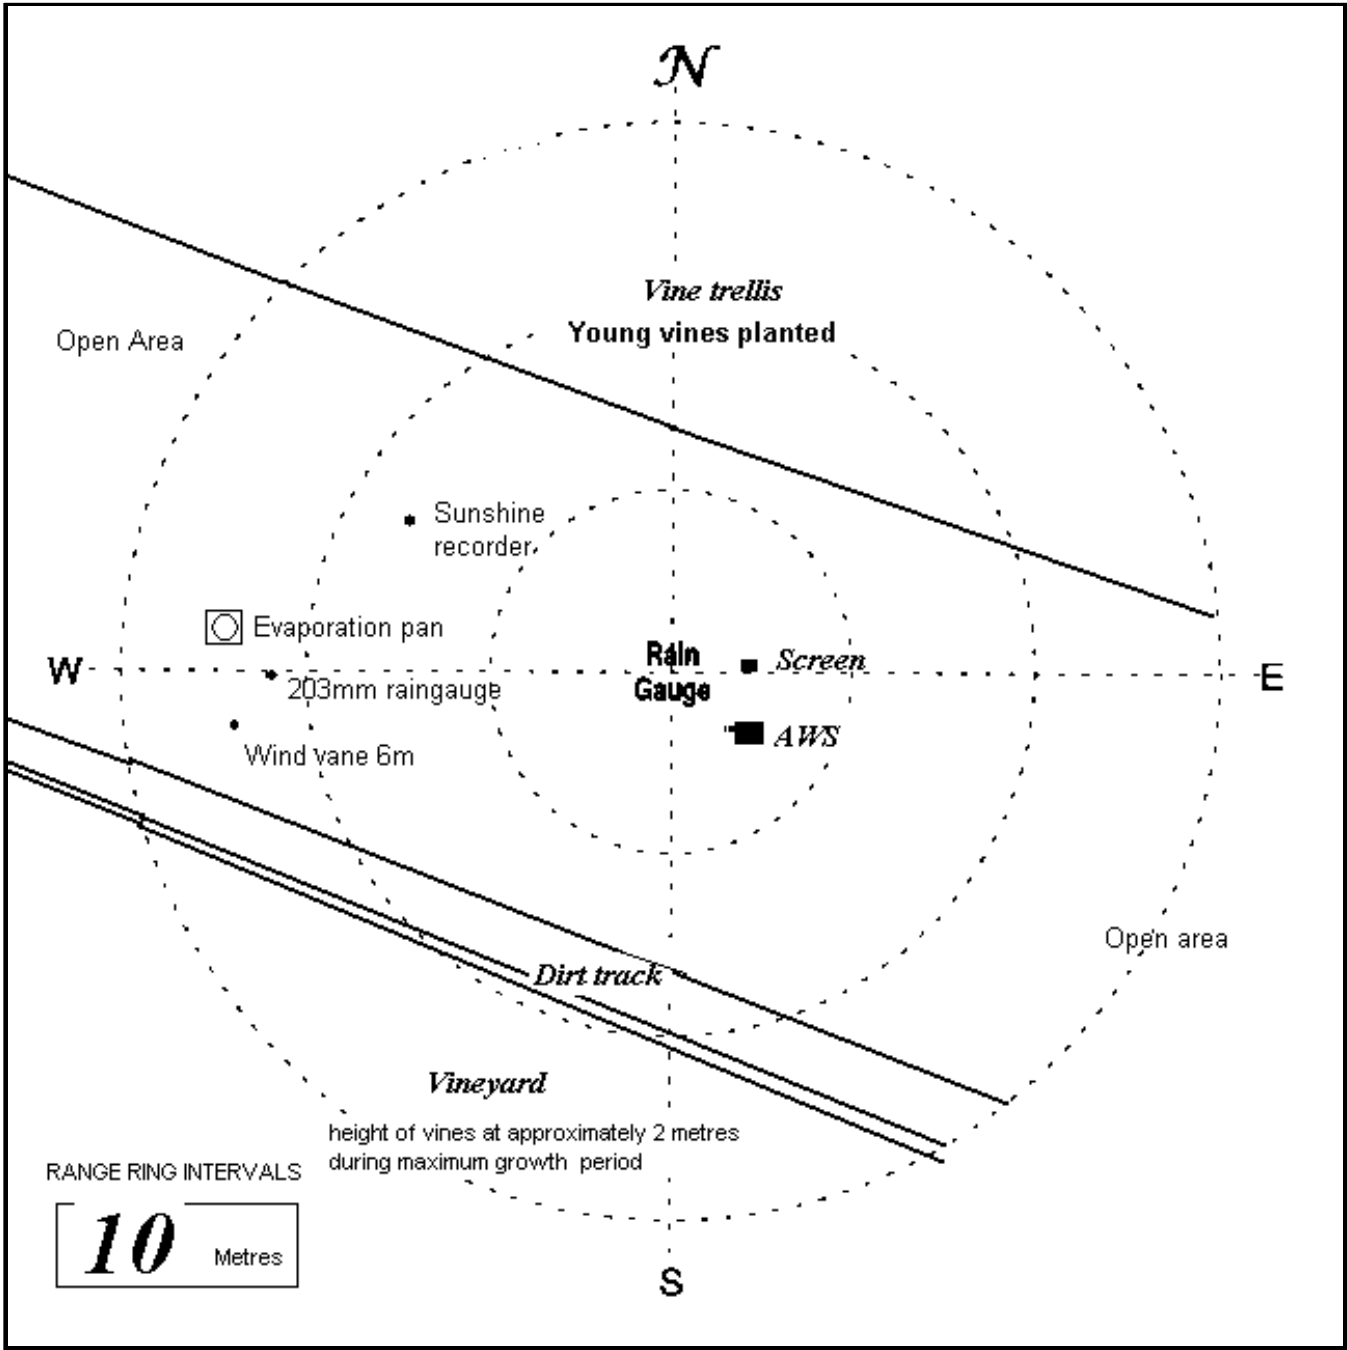 N
Vine trellis
Young vines planted
Open Area
Sunshine
recorder
Evaporation pan
W
Rain
Gauge
Screen
E
203mm raingauge
AWS
Wind vane 6m
Open area
Dirt track
Vineyard
height of vines at approximately 2 metres
during maximum growth period
RANGE RING INTERVALS
10 Metres
S